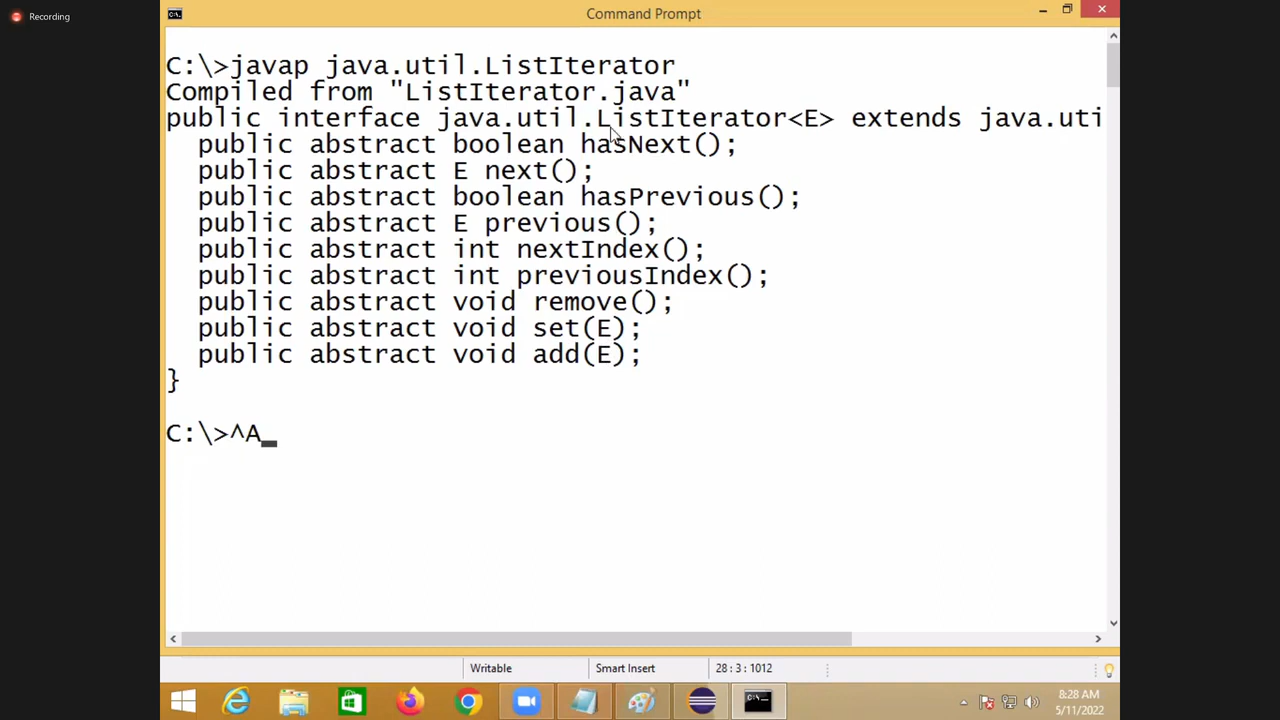 Recording
Command Prompt
C:\>javap java.util.ListIterator
Compiled from "ListIterator.java"
public interface java.util.ListIterator<E> extends java.uti
  public abstract boolean hasNext();
  public abstract E next();
  public abstract boolean hasPrevious();
  public abstract E previous();
  public abstract int nextIndex();
  public abstract int previousIndex();
  public abstract void remove();
  public abstract void set(E);
  public abstract void add(E);
}
C:\>^A_
Writable Smart Insert 28 : 3 : 1012
8:28 AM
5/11/2022